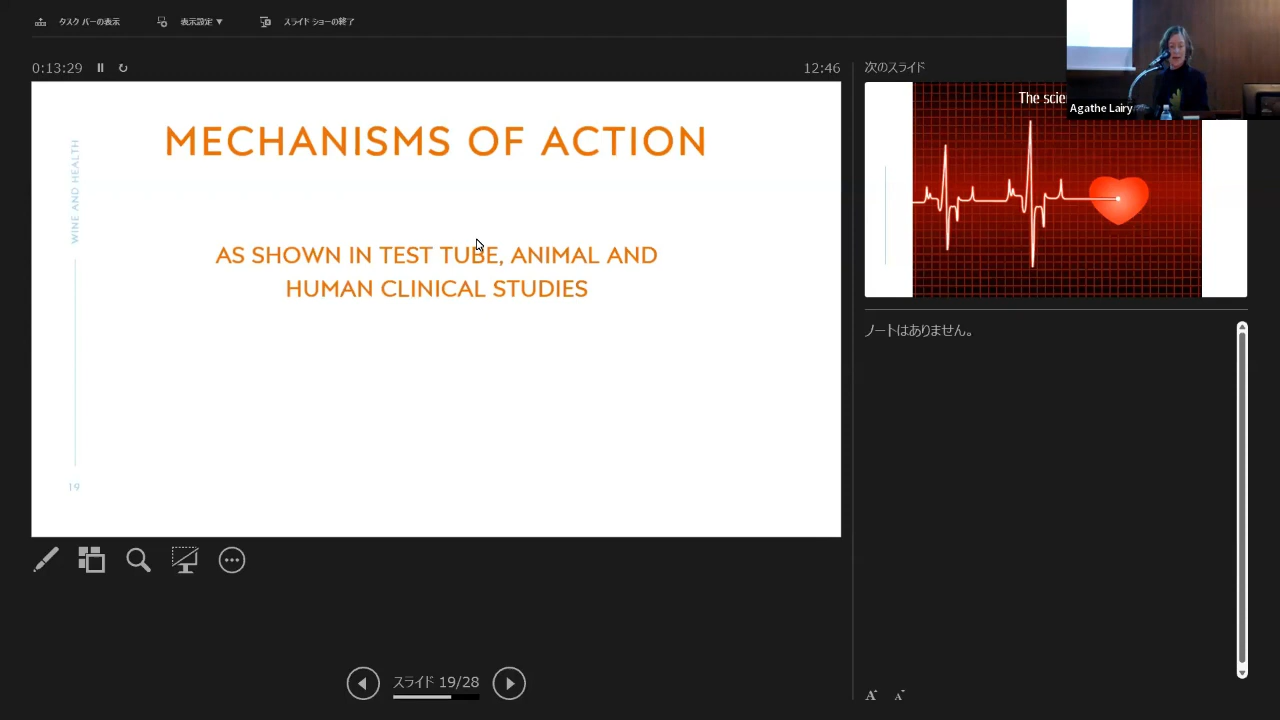 タスク バーの表示
表示設定 ▼
スライド ショーの終了
0:13:29
12:46
次のスライド
WINE AND HEALTH
MECHANISMS OF ACTION
AS SHOWN IN TEST TUBE, ANIMAL AND
HUMAN CLINICAL STUDIES
19
The scie
Agathe Lairy
ノートはありません。
スライド 19/28
A
A